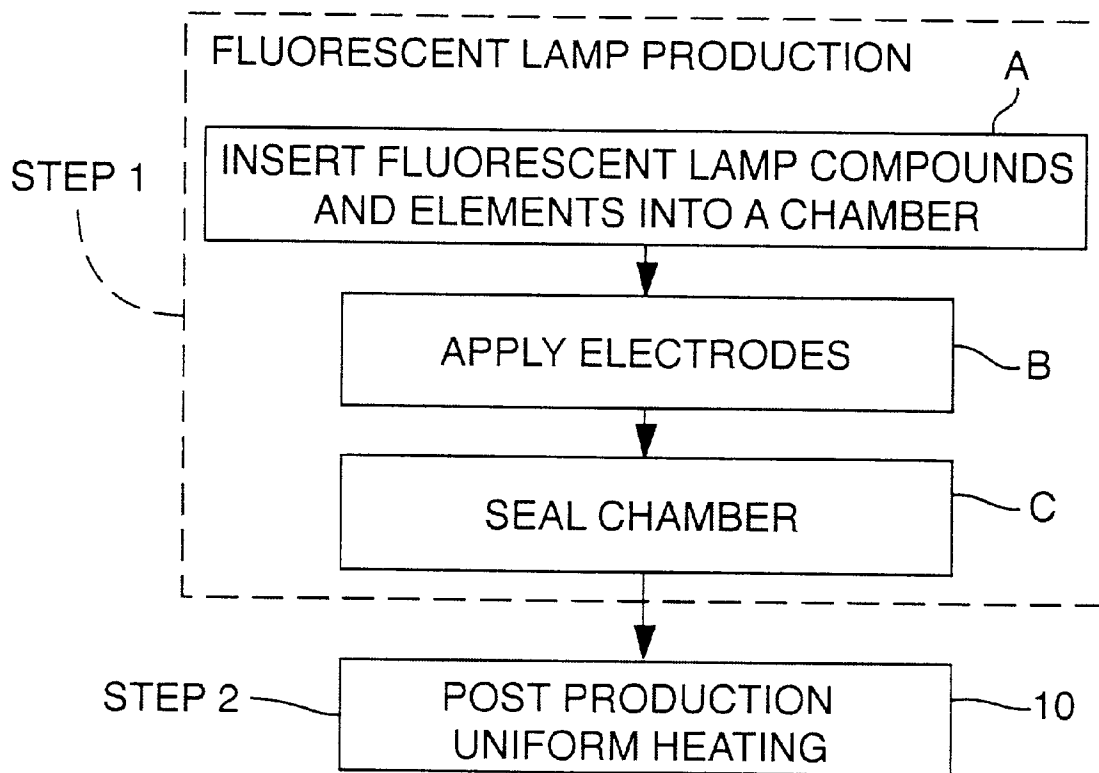 FLUORESCENT LAMP PRODUCTION
A
INSERT FLUORESCENT LAMP COMPOUNDS
AND ELEMENTS INTO A CHAMBER
STEP 1
APPLY ELECTRODES
B
SEAL CHAMBER
C
STEP 2
POST PRODUCTION
UNIFORM HEATING
10